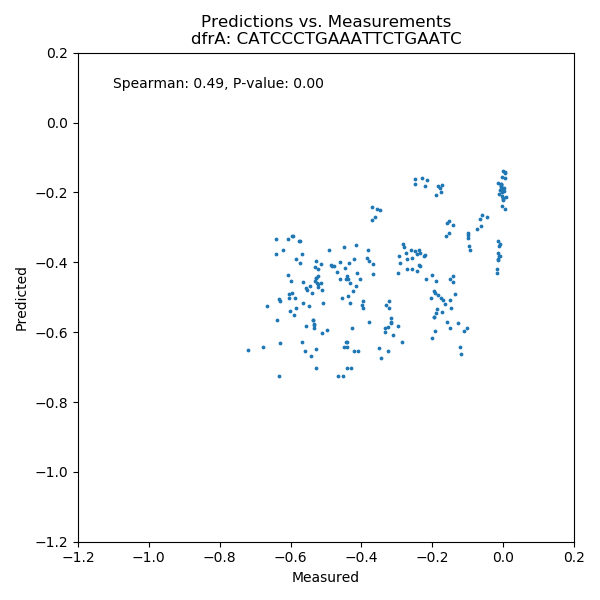 Predictions vs. Measurements
dfrA: CATCCCTGAAATTCTGAATC
Spearman: 0.49, P-value: 0.00
0.2
0.0
−0.2
−0.4
−0.6
−0.8
−1.0
−1.2
Predicted
−1.2 −1.0 −0.8 −0.6 −0.4 −0.2 0.0 0.2
Measured